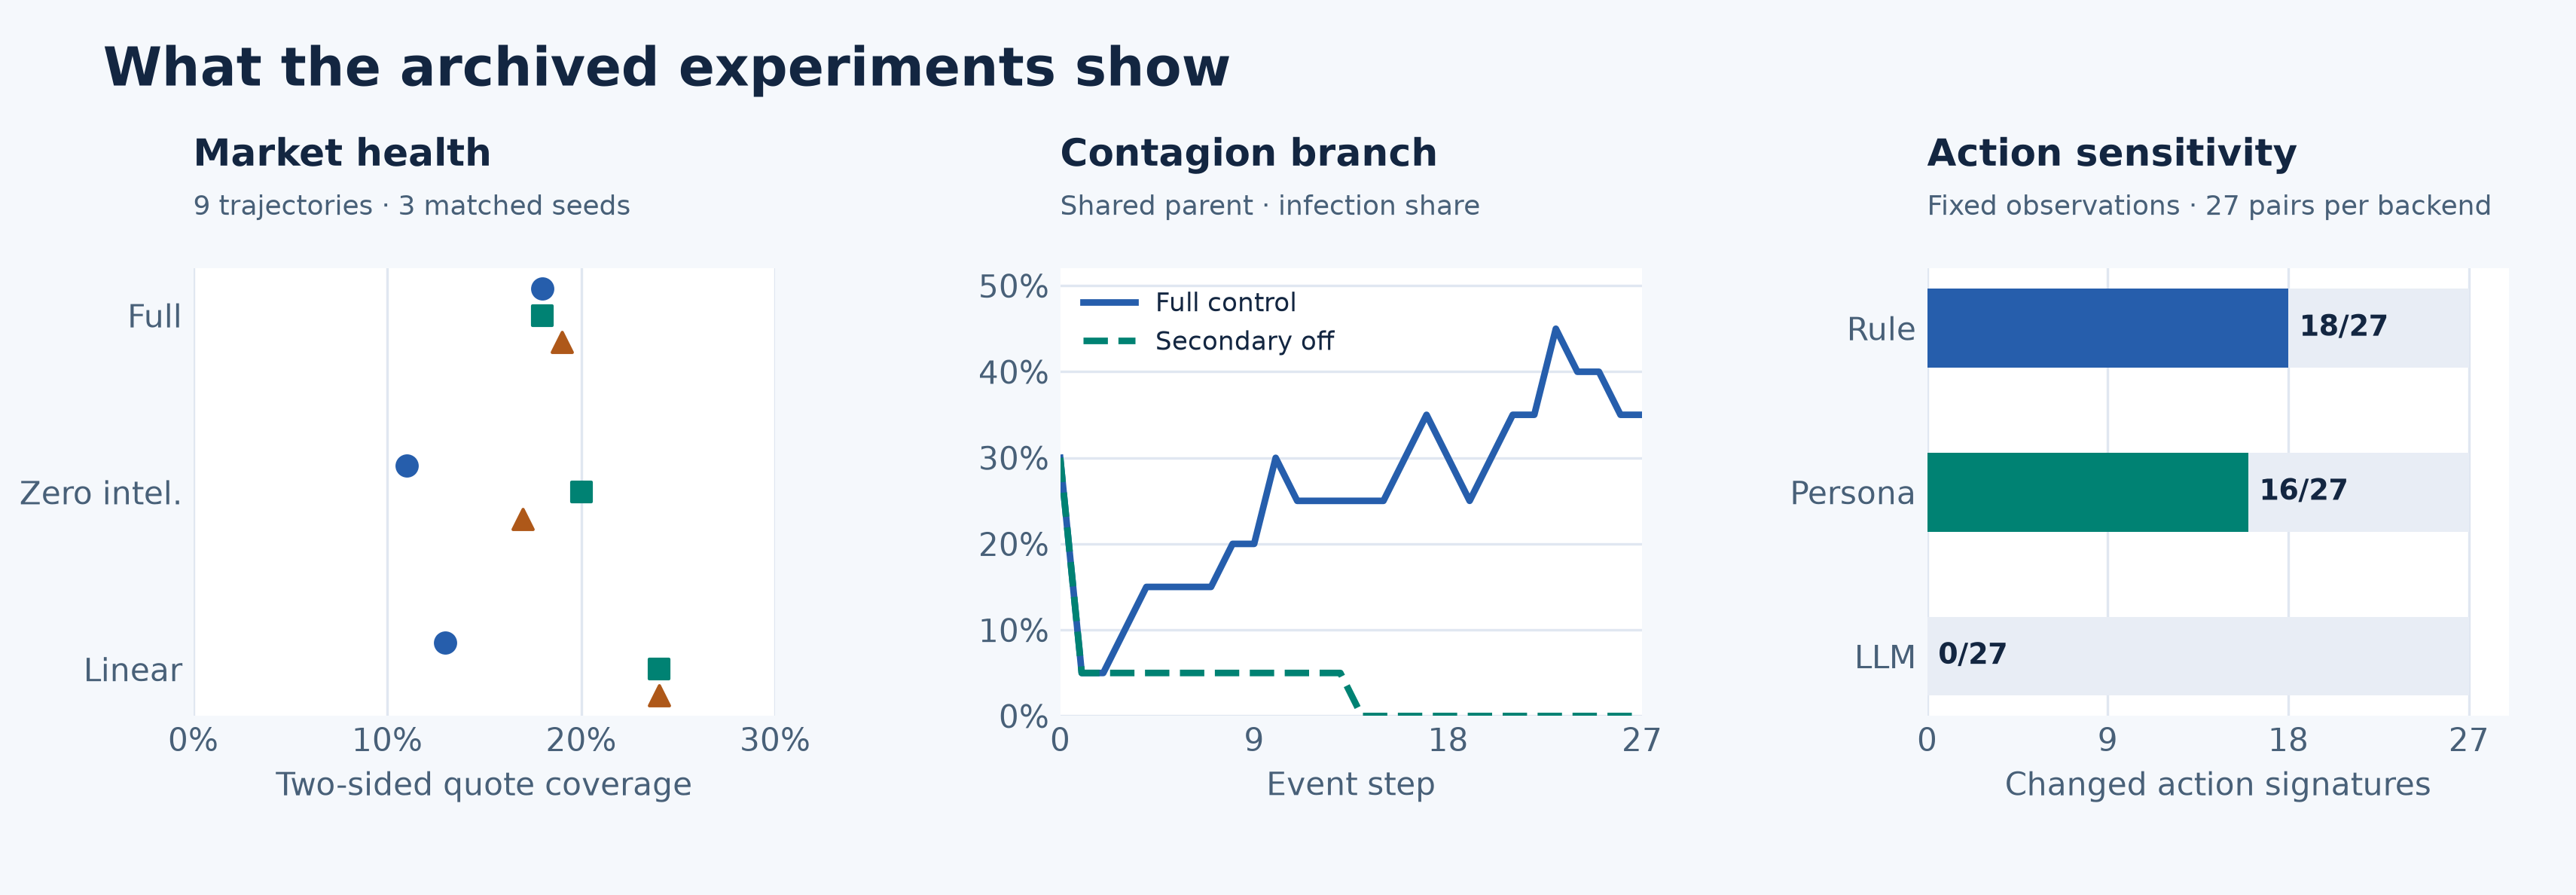 What the archived experiments show
Market health
9 trajectories · 3 matched seeds
Full
Zero intel.
Linear
0%
10%
20%
30%
Two-sided quote coverage
Contagion branch
Shared parent · infection share
50%
40%
30%
20%
10%
0%
Full control
Secondary off
0
9
18
27
Event step
Action sensitivity
Fixed observations · 27 pairs per backend
Rule
18/27
Persona
16/27
LLM
0/27
0
9
18
27
Changed action signatures